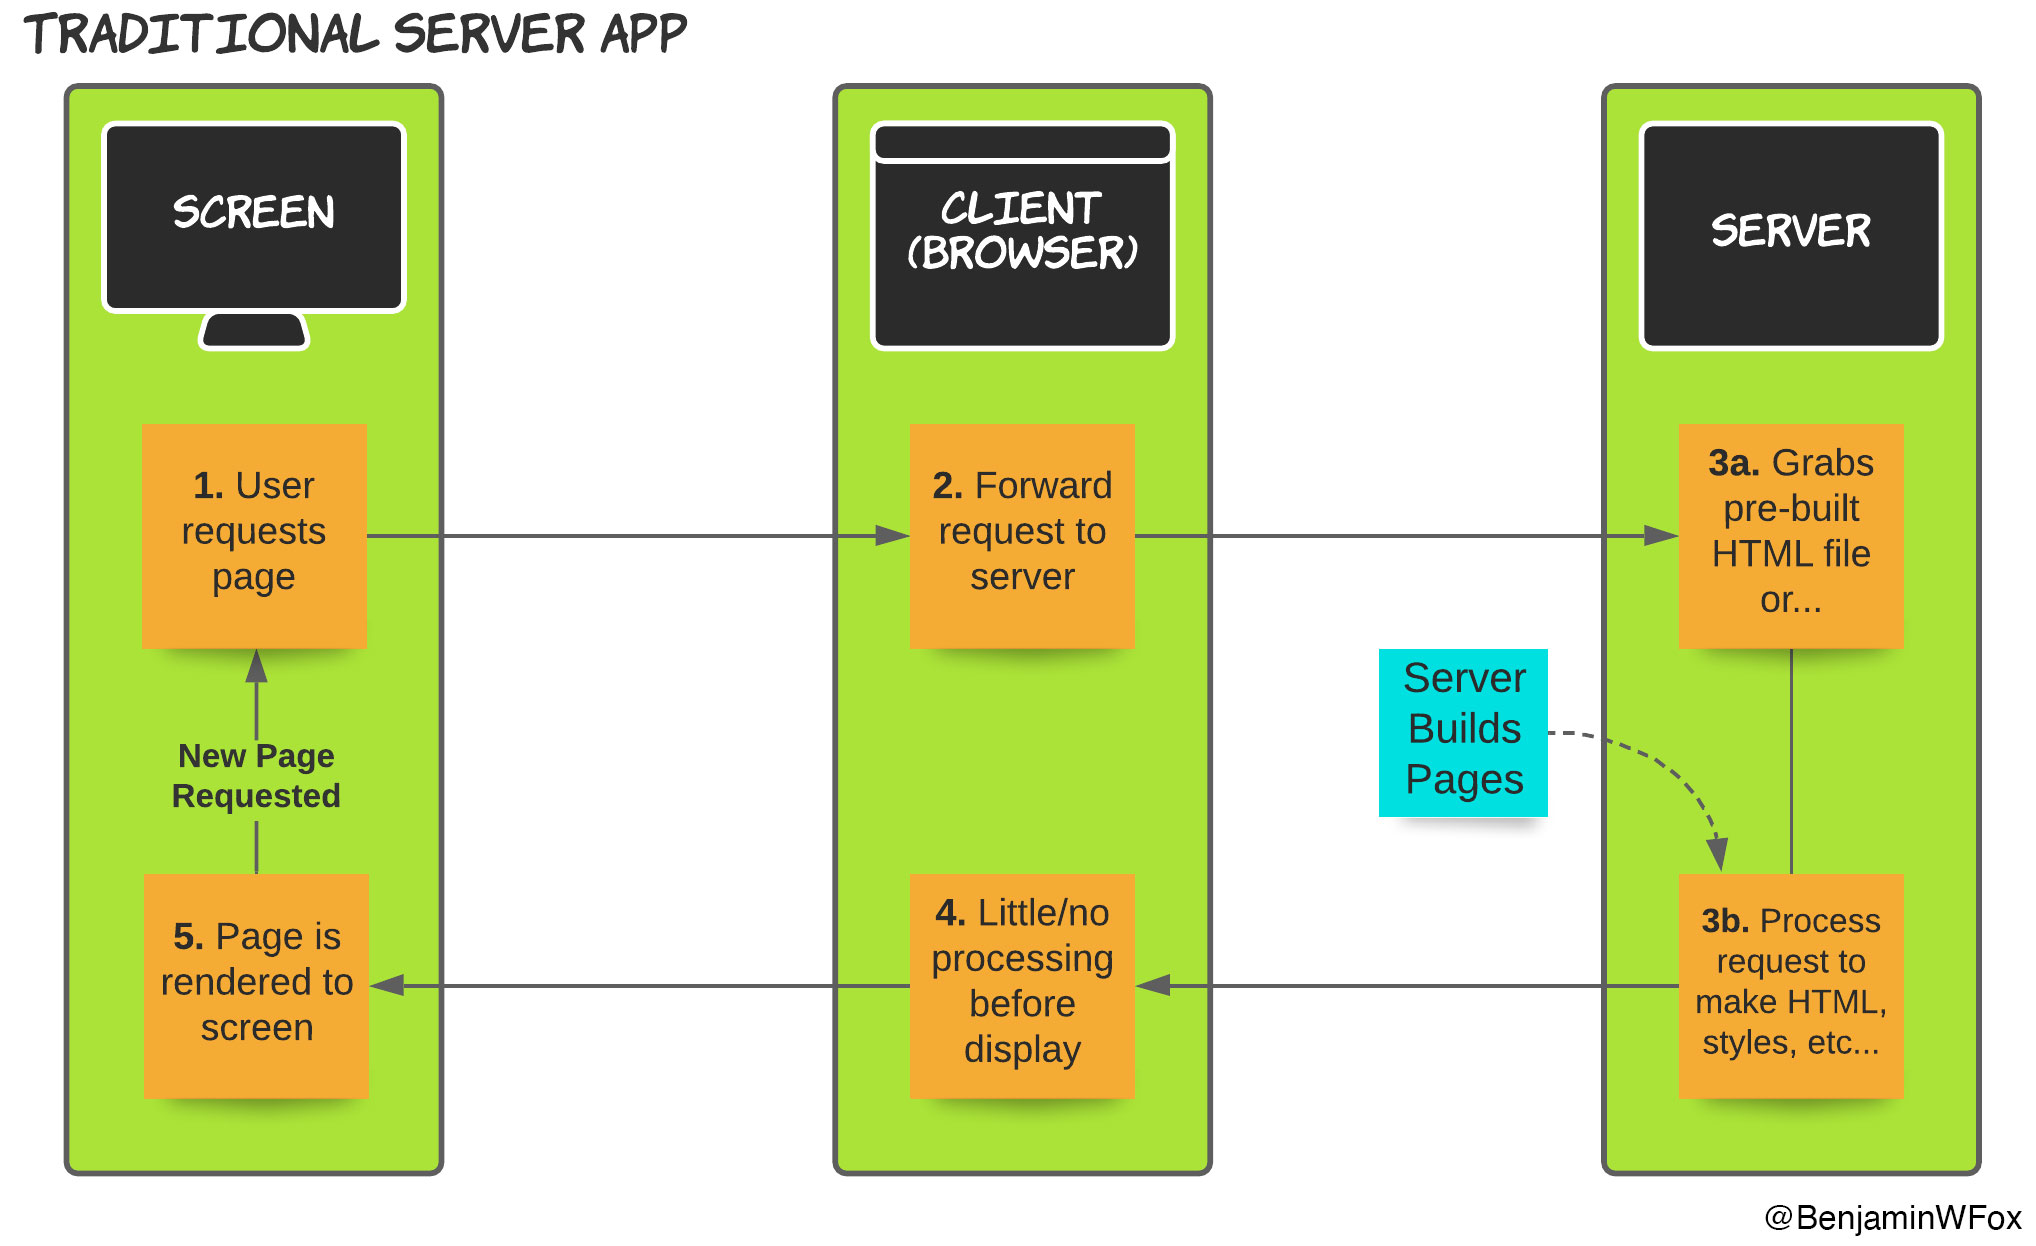 TRADITIONAL SERVER APP
SCREEN
CLIENT
(BROWSER)
SERVER
1. User
requests
page
2. Forward
request to
server
3a. Grabs
pre-built
HTML file
or...
Server
Builds
Pages
New Page
Requested
5. Page is
rendered to
screen
4. Little/no
processing
before
display
3b. Process
request to
make HTML,
styles, etc...
@BenjaminWFox